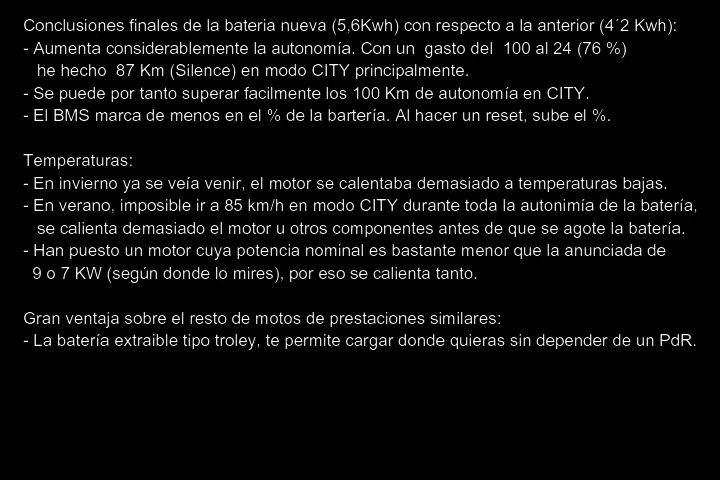 Conclusiones finales de la bateria nueva (5,6Kwh) con respecto a la anterior (4´2 Kwh):
- Aumenta considerablemente la autonomía. Con un gasto del 100 al 24 (76 %)
he hecho 87 Km (Silence) en modo CITY principalmente.
- Se puede por tanto superar facilmente los 100 Km de autonomía en CITY.
- El BMS marca de menos en el % de la bartería. Al hacer un reset, sube el %.
Temperaturas:
- En invierno ya se veía venir, el motor se calentaba demasiado a temperaturas bajas.
- En verano, imposible ir a 85 km/h en modo CITY durante toda la autonimía de la batería,
se calienta demasiado el motor u otros componentes antes de que se agote la batería.
- Han puesto un motor cuya potencia nominal es bastante menor que la anunciada de
9 o 7 KW (según donde lo mires), por eso se calienta tanto.
Gran ventaja sobre el resto de motos de prestaciones similares:
- La batería extraible tipo troley, te permite cargar donde quieras sin depender de un PdR.